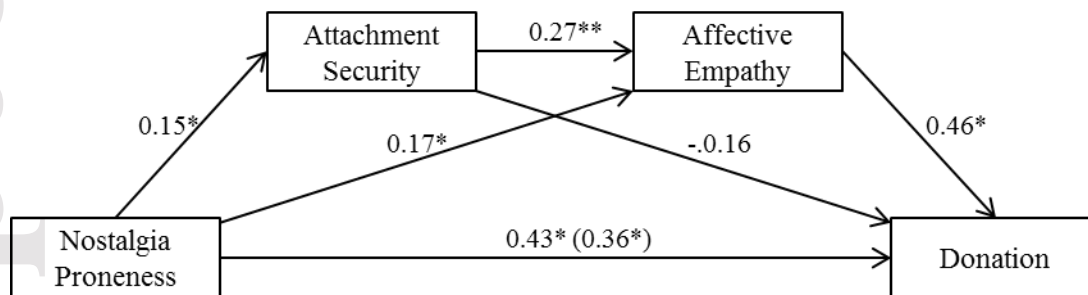 Attachment
Security
0.27**
Affective
Empathy
0.15*
0.17*
-.0.16
0.46*
Nostalgia
Proneness
0.43* (0.36*)
Donation